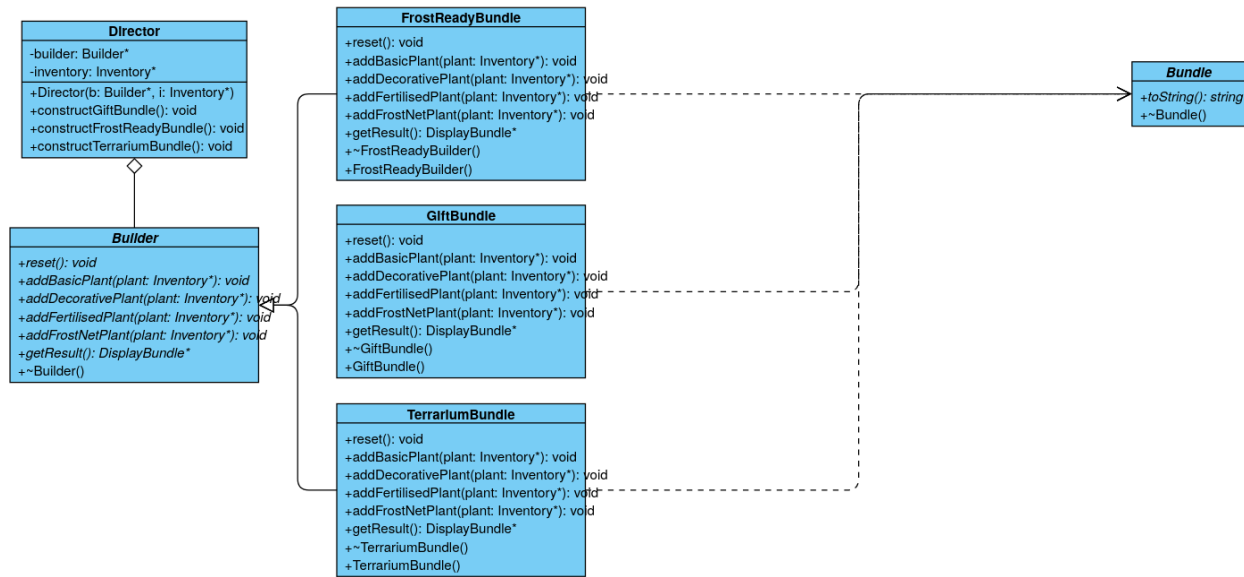 Director
-builder: Builder*
-inventory: Inventory*
+Director(b: Builder*, i: Inventory*)
+constructGiftBundle(): void
+constructFrostReadyBundle(): void
+constructTerrariumBundle(): void
Builder
+reset(): void
+addBasicPlant(plant: Inventory*): void
+addDecorativePlant(plant: Inventory*): void
+addFertilisedPlant(plant: Inventory*): void
+addFrostNetPlant(plant: Inventory*): void
+getResult(): DisplayBundle*
+~Builder()
FrostReadyBundle
+reset(): void
+addBasicPlant(plant: Inventory*): void
+addDecorativePlant(plant: Inventory*): void
+addFertilisedPlant(plant: Inventory*): void
+addFrostNetPlant(plant: Inventory*): void
+getResult(): DisplayBundle*
+~FrostReadyBuilder()
FrostReadyBuilder()
GiftBundle
+reset(): void
+addBasicPlant(plant: Inventory*): void
+addDecorativePlant(plant: Inventory*): void
+addFertilisedPlant(plant: Inventory*): void
+addFrostNetPlant(plant: Inventory*): void
+getResult(): DisplayBundle*
+~GiftBundle()
+GiftBundle()
TerrariumBundle
+reset(): void
+addBasicPlant(plant: Inventory*): void
+addDecorativePlant(plant: Inventory*): void
+addFertilisedPlant(plant: Inventory*): void
+addFrostNetPlant(plant: Inventory*): void
+getResult(): DisplayBundle*
+~TerrariumBundle()
+TerrariumBundle()
Bundle
+toString(): string
+~Bundle()